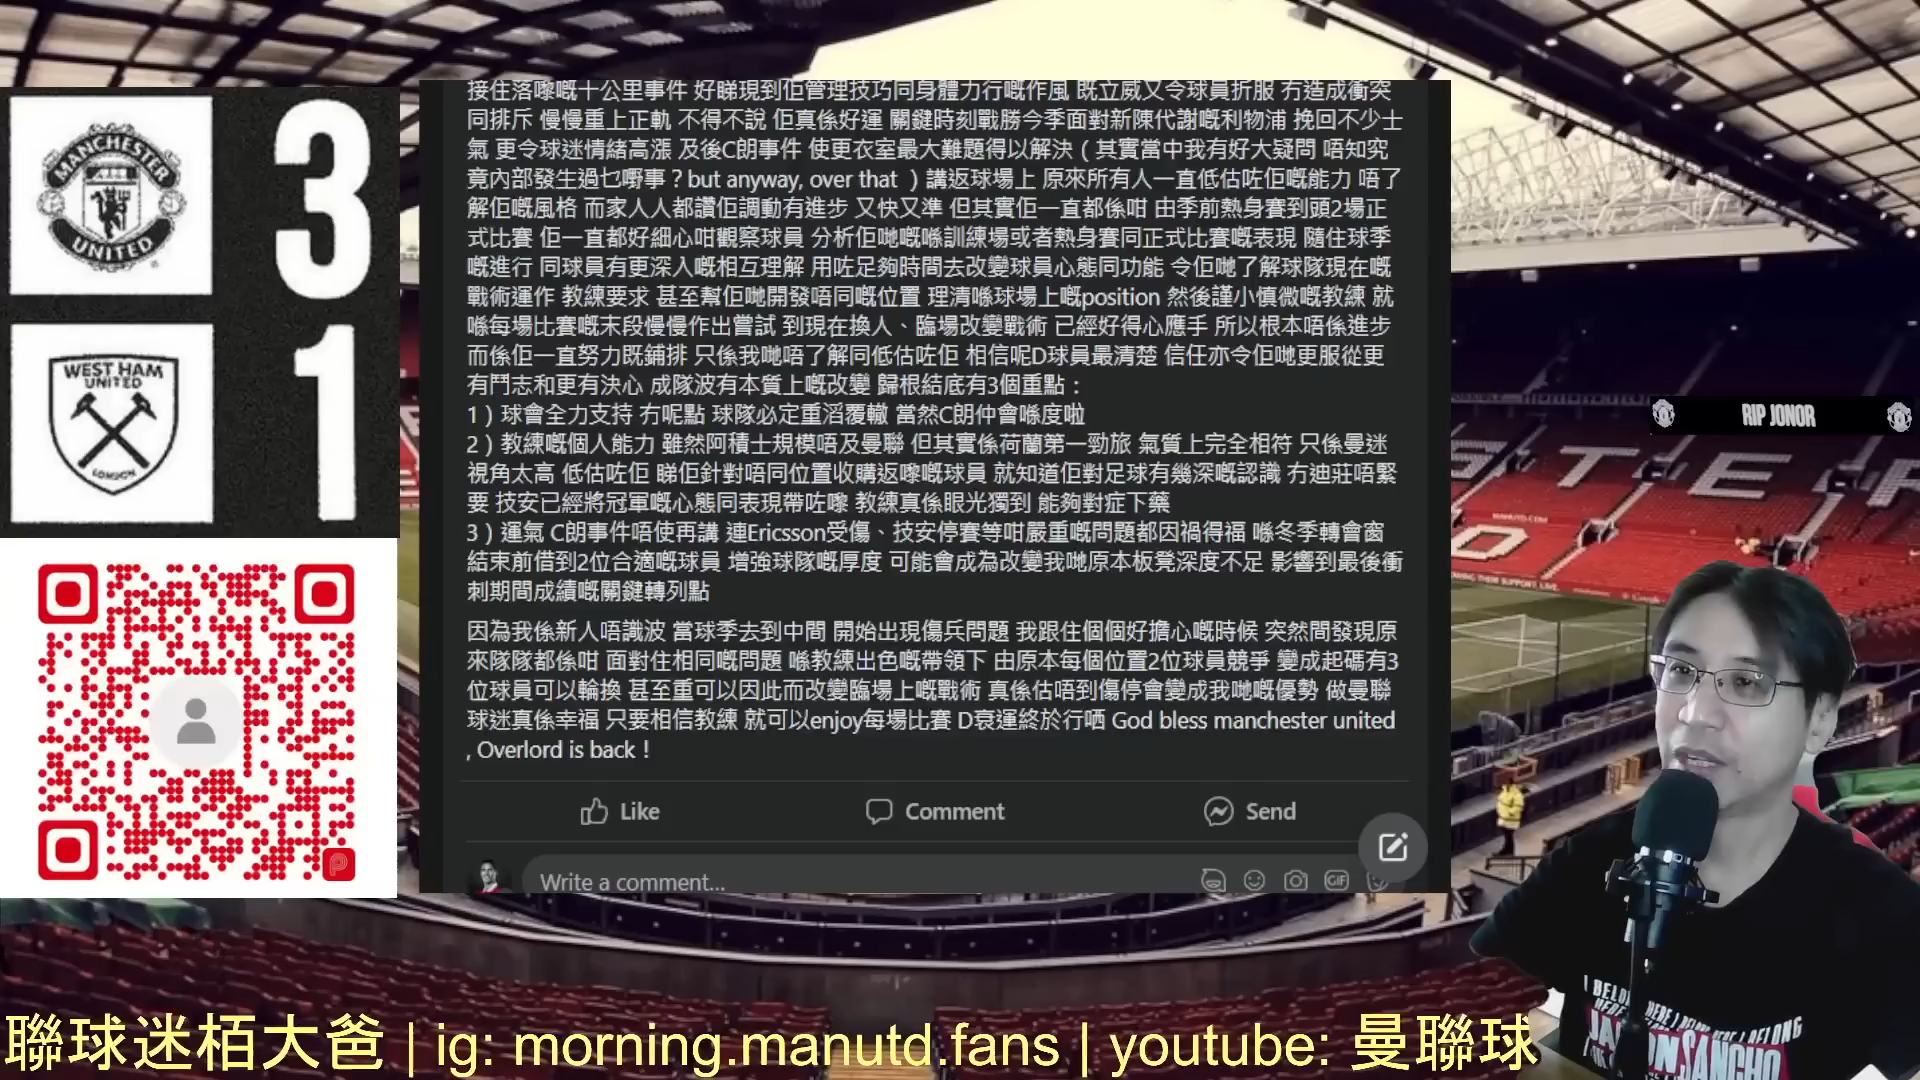 MANCHESTER
UNITED
3
WEST HAM
UNITED
LONDON
1
接住落嚟嘅十公里事件 好睇現到佢管理技巧同身體力行嘅作風 既立威又令球員折服 冇造成衝突
同排斥 慢慢重上正軌 不得不說 佢真係好運 關鍵時刻戰勝今季面對新陳代謝嘅利物浦 挽回不少士
氣 更令球迷情緒高漲 及後C朗事件 使更衣室最大難題得以解決 ( 其實當中我有好大疑問 唔知究
竟內部發生過乜嘢事？but anyway, over that ）講返球場上 原來所有人一直低估咗佢嘅能力 唔了
解佢嘅風格 而家人人都讚佢調動有進步 又快又準 但其實佢一直都係咁 由季前熱身賽到頭2場正
式比賽 佢一直都好細心咁觀察球員 分析佢哋嘅喺訓練場或者熱身賽同正式比賽嘅表現 隨住球季
嘅進行 同球員有更深入嘅相互理解 用咗足夠時間去改變球員心態同功能 令佢哋了解球隊現在嘅
戰術運作 教練要求 甚至幫佢哋開發唔同嘅位置 理清喺球場上嘅position 然後謹小慎微嘅教練 就
喺每場比賽嘅末段慢慢作出嘗試 到現在換人、臨場改變戰術 已經好得心應手 所以根本唔係進步
而係佢一直努力既鋪排 只係我哋唔了解同低估咗佢 相信呢D球員最清楚 信任亦令佢哋更服從更
有鬥志和更有決心 成隊波有本質上嘅改變 歸根結底有3個重點：
1）球會全力支持 冇呢點 球隊必定重滔覆轍 當然C朗仲會喺度啦
2）教練嘅個人能力 雖然阿積士規模唔及曼聯 但其實係荷蘭第一勁旅 氣質上完全相符 只係曼迷
視角太高 低估咗佢 睇佢針對唔同位置收購返嚟嘅球員 就知道佢對足球有幾深嘅認識 冇迪莊唔緊
要 技安已經將冠軍嘅心態同表現帶咗嚟 教練真係眼光獨到 能夠對症下藥
3）運氣 C朗事件唔使再講 連Ericsson受傷、技安停賽等咁嚴重嘅問題都因禍得福 喺冬季轉會窗
結束前借到2位合適嘅球員 增強球隊嘅厚度 可能會成為改變我哋原本板凳深度不足 影響到最後衝
刺期間成績嘅關鍵轉列點
因為我係新人唔識波 當球季去到中間 開始出現傷兵問題 我跟住個個好擔心嘅時候 突然間發現原
來隊隊都係咁 面對住相同嘅問題 喺教練出色嘅帶領下 由原本每個位置2位球員競爭 變成起碼有3
位球員可以輪換 甚至重可以因此而改變臨場上嘅戰術 真係估唔到傷停會變成我哋嘅優勢 做曼聯
球迷真係幸福 只要相信教練 就可以enjoy每場比賽 D衰運終於行哂 God bless manchester united
, Overlord is back！
Like
Comment
Send
Write a comment...
GIF
RIP JONOR
STER
聯球迷栢大爸 | ig: morning.manutd.fans | youtube: 曼聯球